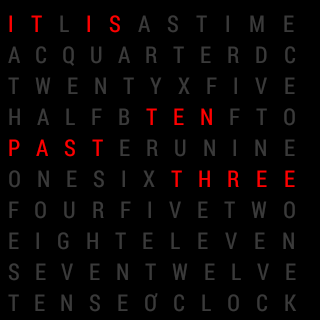 I T L I S A S T I M E
A C Q U A R T E R D C
T W E N T Y X F I V E
H A L F B T E N F T O
P A S T E R U N I N E
O N E S I X T H R E E
F O U R F I V E T W O
E I G H T E L E V E N
S E V E N T W E L V E
T E N S E O' C L O C K